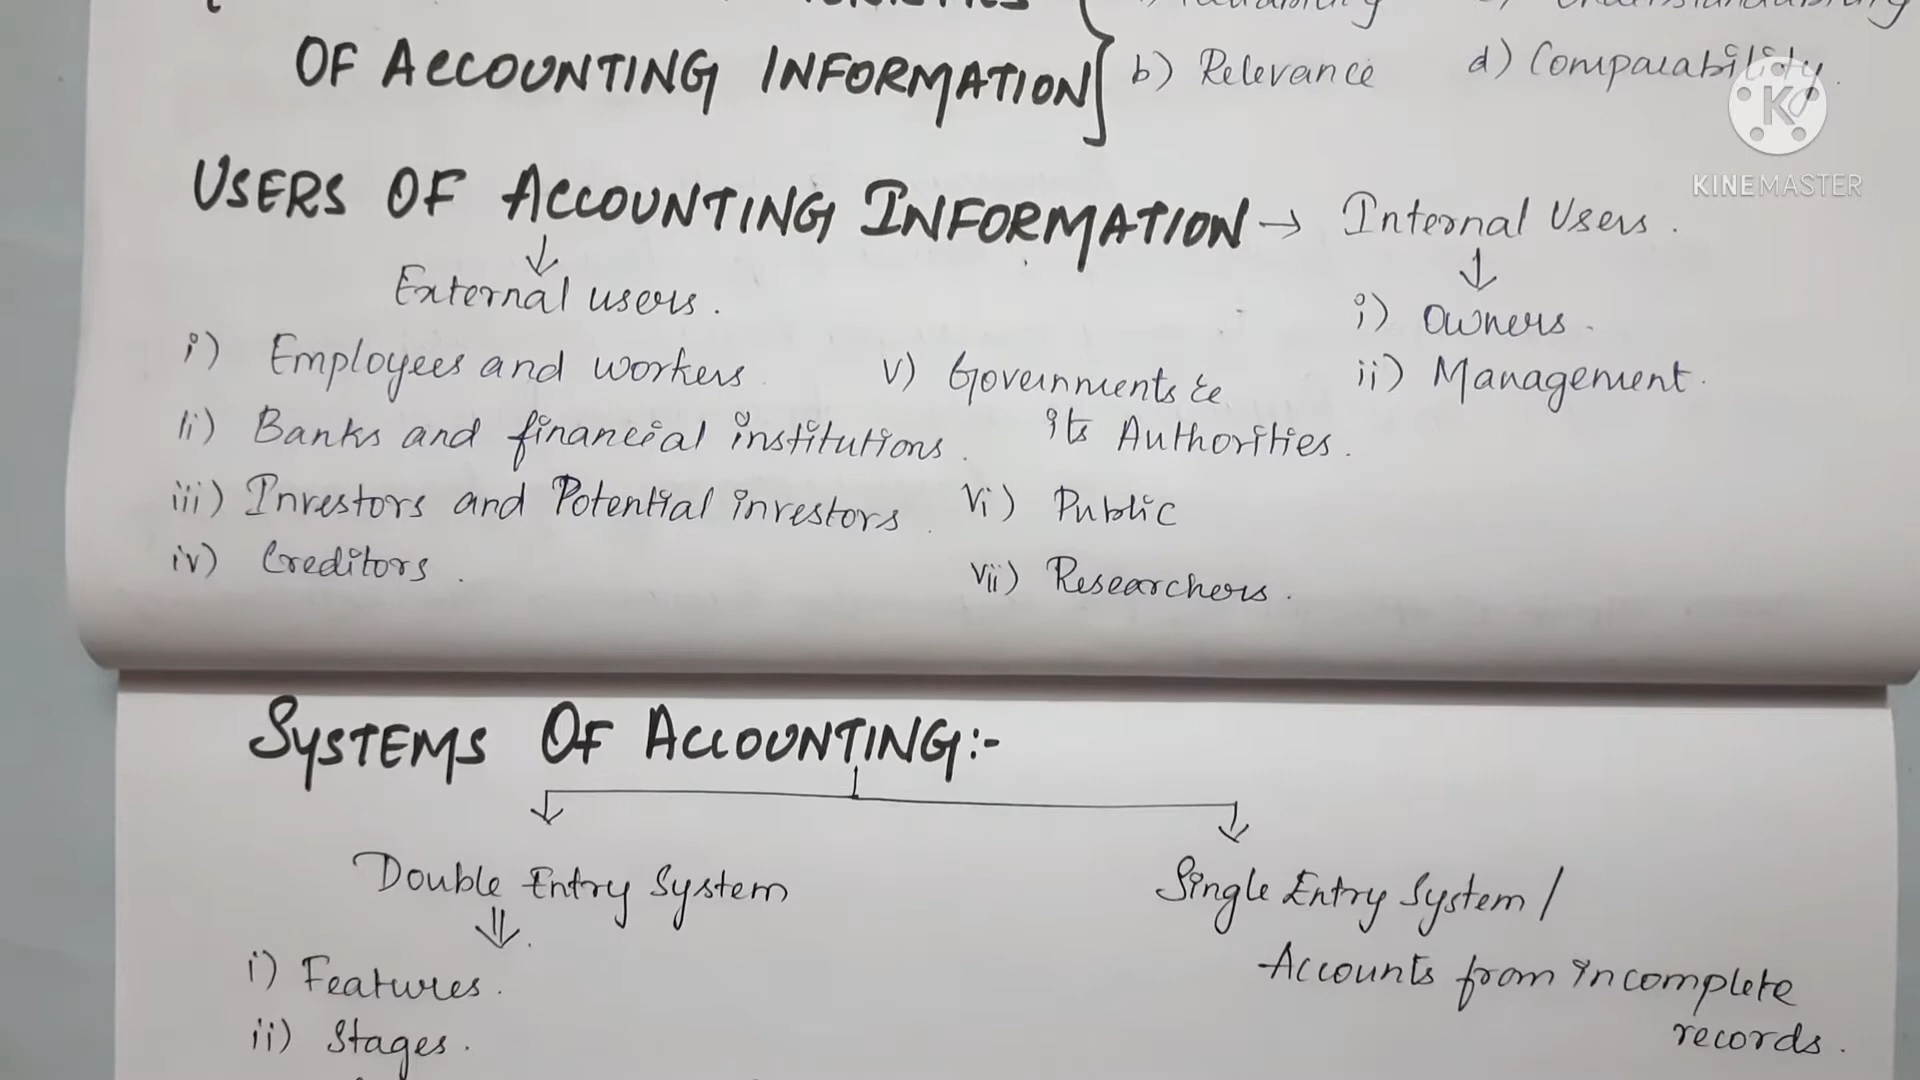 OF ACCOUNTING INFORMATION
b) Relevance
d) Comparability.
KINEMASTER
USERS OF ACCOUNTING INFORMATION → Internal Users.
External users.
i) Employees and workers
ii) Banks and financial institutions.
iii) Investors and Potential investors.
iv) Creditors.
v) Governments &
its Authorities.
vi) Public
vii) Researchers.
i) Owners.
ii) Management.
SYSTEMS OF ACCOUNTING:-
Double Entry System
i) Features.
ii) Stages.
Single Entry System /
Accounts from incomplete
records.